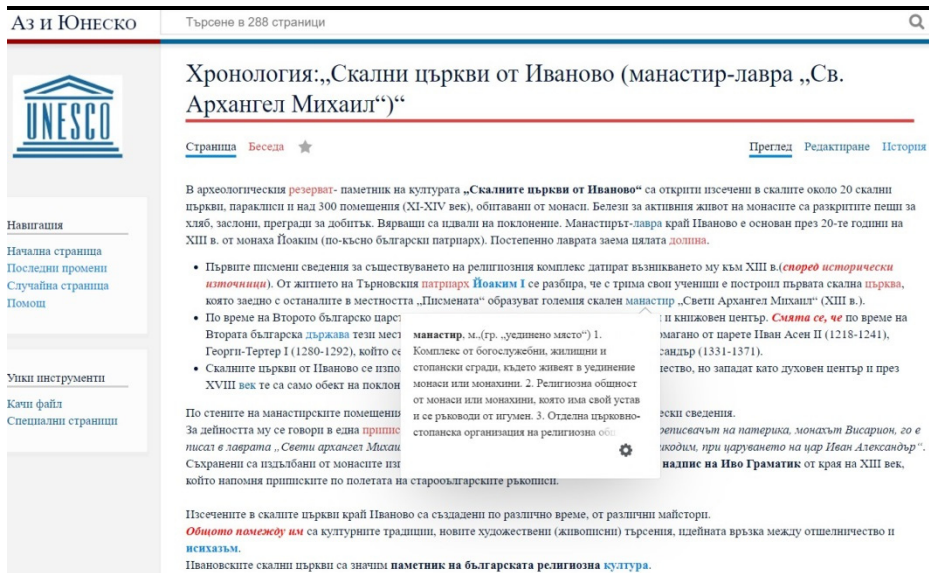 Аз и Юнеско
Търсене в 288 страници
UNESCO
Хронология:„Скални църкви от Иваново (манастир-лавра „Св.
Архангел Михаил“)“
Страница Беседа
Преглед Редактиране История
В археологическия резерват- паметник на културата „Скалните църкви от Иваново“ са открити изсечени в скалите около 20 скални
църкви, параклиси и над 300 помещения (XI-XIV век), обитавани от монаси. Белези за активния живот на монасите са разкритите пещи за
хляб, заслони, прегради за добитък. Вярващи са идвали на поклонение. Манастирът-лавра край Иваново е основан през 20-те години на
XIII в. от монаха Йоаким (по-късно български патриарх). Постепенно лаврата заема цялата долина.
Първите писмени сведения за съществуването на религиозния комплекс датират възникването му към XIII в.(според исторически
източници). От житието на Търновския патриарх Йоаким I се разбира, че с трима свои ученици е построил първата скална църква,
която заедно с останалите в местността „Писмената“ образуват големия скален манастир „Свети Архангел Михаил“ (XIII в.).
По време на Второто българско царст и книжовен център. Смята се, че по време на
Втората българска държава тези мест омагано от царете Иван Асен II (1218-1241),
Георги-Тертер I (1280-1292), който се сандър (1331-1371).
Скалните църкви от Иваново се изпо ество, но западат като духовен център и през
XVIII век те са само обект на поклон
манастир, м.,(гр. „уединено място“) 1.
Комплекс от богослужебни, жилищни и
стопански сгради, където живеят в уединение
монаси или монахини. 2. Религиозна общност
от монаси или монахини, която има свой устав
и се ръководи от игумен. 3. Отделна църковно-
стопанска организация на религиозна общ
По стените на манастирските помещения ески сведения.
За дейността му се говори в една припис реписвачът на патерика, монахът Висарион, го е
писал в лаврата „Свети архангел Михаи кодим, при царуването на цар Иван Александър“.
Съхранени са издълбани от монасите изп надпис на Иво Граматик от края на XIII век,
който напомня приписките по полетата на старобългарските ръкописи.
Изсечените в скалите църкви край Иваново са създадени по различно време, от различни майстори.
Общото помежду им са културните традиции, новите художествени (живописни) търсения, идейната връзка между отшелничество и
исихазъм.
Ивановските скални църкви са значим паметник на българската религиозна култура.
Навигация
Начална страница
Последни промени
Случайна страница
Помощ
Уики инструменти
Качи файл
Специални страници